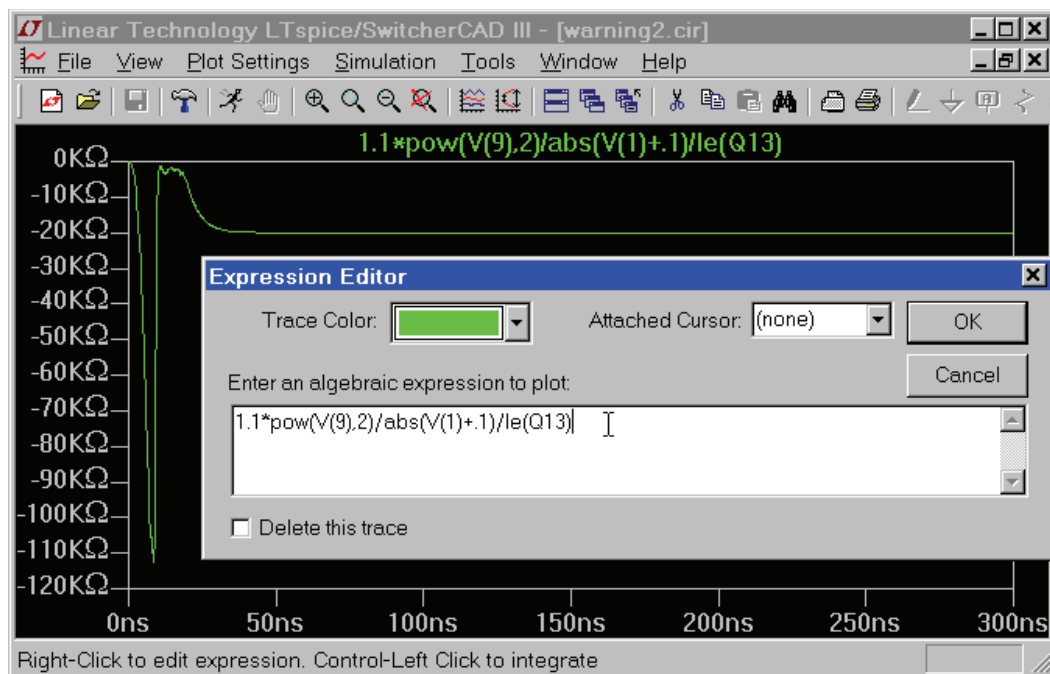 Linear Technology LTspice/SwitcherCAD III - [warning2.cir]
File View Plot Settings Simulation Tools Window Help
1.1*pow(V(9),2)/abs(V(1)+.1)/Ie(Q13)
0KΩ
-10KΩ
-20KΩ
-30KΩ
-40KΩ
-50KΩ
-60KΩ
-70KΩ
-80KΩ
-90KΩ
-100KΩ
-110KΩ
-120KΩ
Expression Editor
Trace Color:
Attached Cursor: (none)
OK
Cancel
Enter an algebraic expression to plot:
1.1*pow(V(9),2)/abs(V(1)+.1)/Ie(Q13)
Delete this trace
0ns 50ns 100ns 150ns 200ns 250ns 300ns
Right-Click to edit expression. Control-Left Click to integrate